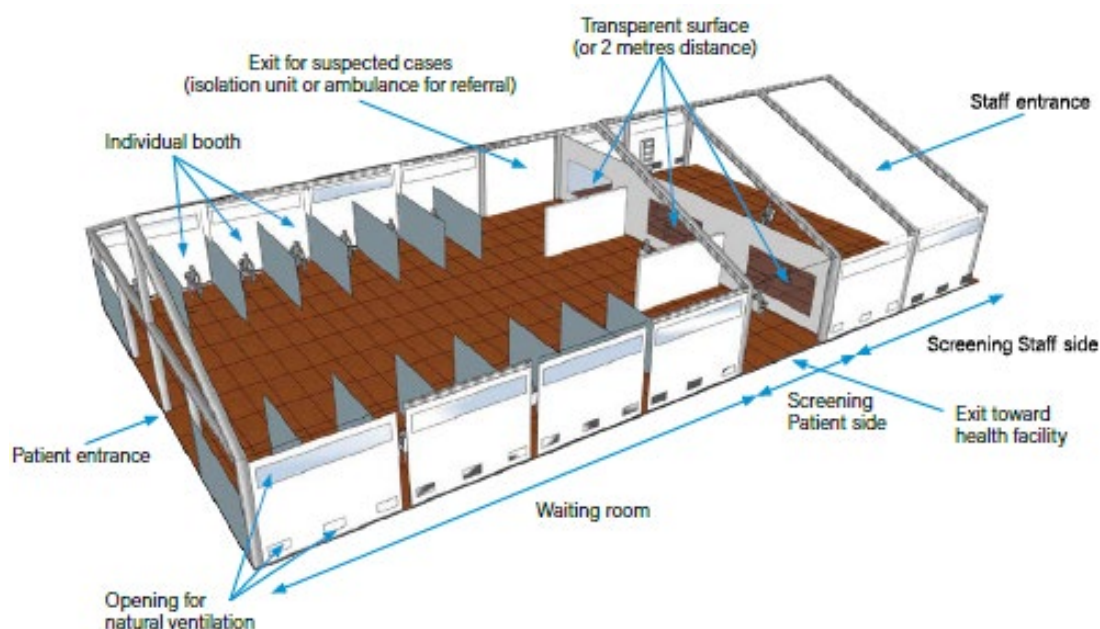 Transparent surface
(or 2 metres distance)
Exit for suspected cases
(isolation unit or ambulance for referral)
Staff entrance
Individual booth
Screening Staff side
Screening
Patient side
Exit toward
health facility
Patient entrance
Waiting room
Opening for
natural ventilation